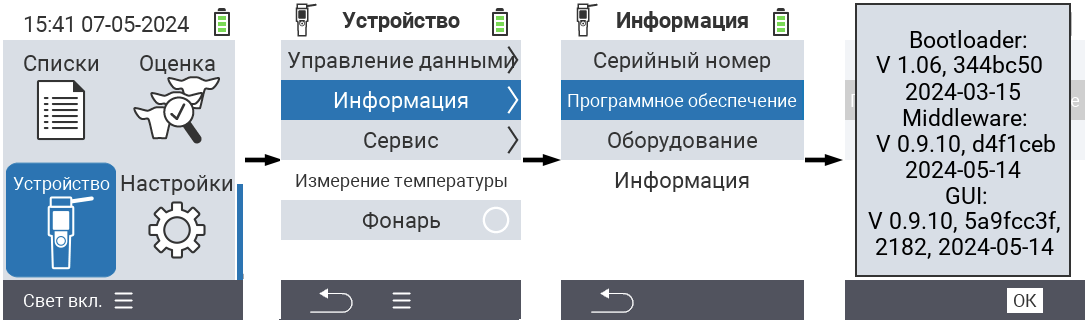 15:41 07-05-2024
Списки
Оценка
Устройство
Настройки
Свет вкл.
Устройство
Управление данными
Информация
Сервис
Измерение температуры
Фонарь
Информация
Серийный номер
Программное обеспечение
Оборудование
Информация
Bootloader:
V 1.06, 344bc50
2024-03-15
Middleware:
V 0.9.10, d4f1ceb
2024-05-14
GUI:
V 0.9.10, 5a9fcc3f,
2182, 2024-05-14
OK